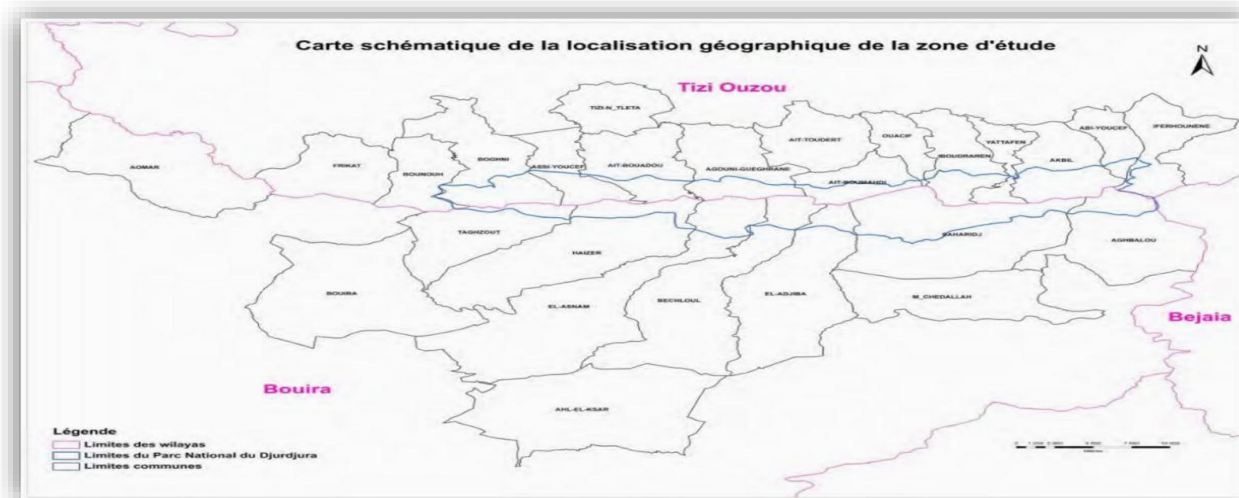 Carte schématique de la localisation géographique de la zone d'étude
N
Tizi Ouzou
TIZI-N_TLETA
AOMAR
FRIKAT
BOUNOUH
BOGHNI
ASSI-YOUCEF
AIT-BOUADOU
AGOUNI-GUEGHRANE
AIT-TOUDERT
AIT-BOUMAHDI
OUACIF
IBOUDRAREN
YATTAFEN
AKBIL
ABI-YOUCEF
IFERHOUNENE
TAGHZOUT
HAIZER
BOUIRA
EL-ASNAM
BECHLOUL
EL-ADJIBA
SAHARIDJ
M_CHEDALLAH
AGHBALOU
Bejaia
Bouira
AHL-EL-KSAR
Légende
Limites des wilayas
Limites du Parc National du Djurdjura
Limites communes